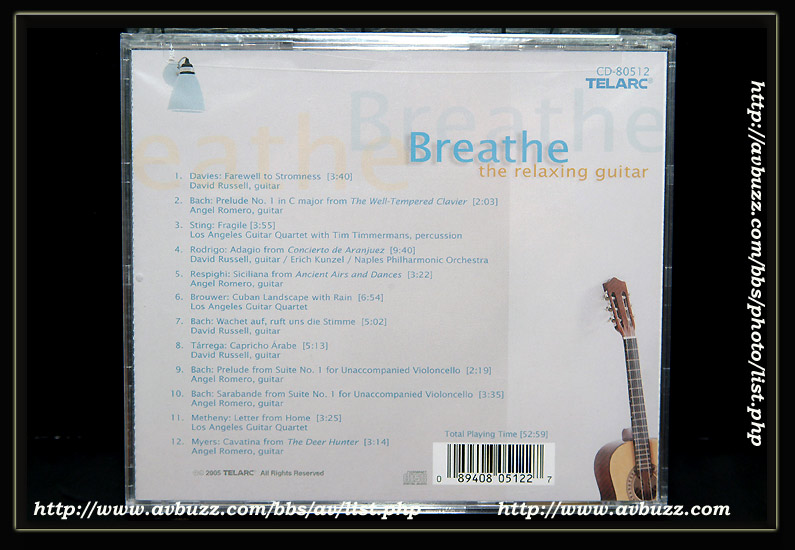 CD-80512
TELARC®
Breathe
Breathe
Breathe
the relaxing guitar
1. Davies: Farewell to Stromness [3:40]
David Russell, guitar
2. Bach: Prelude No. 1 in C major from The Well-Tempered Clavier [2:03]
Angel Romero, guitar
3. Sting: Fragile [3:55]
Los Angeles Guitar Quartet with Tim Timmermans, percussion
4. Rodrigo: Adagio from Concierto de Aranjuez [9:40]
David Russell, guitar / Erich Kunzel / Naples Philharmonic Orchestra
5. Respighi: Siciliana from Ancient Airs and Dances [3:22]
Angel Romero, guitar
6. Brouwer: Cuban Landscape with Rain [6:54]
Los Angeles Guitar Quartet
7. Bach: Wachet auf, ruft uns die Stimme [5:02]
David Russell, guitar
8. Tárrega: Capricho Árabe [5:13]
David Russell, guitar
9. Bach: Prelude from Suite No. 1 for Unaccompanied Violoncello [2:19]
Angel Romero, guitar
10. Bach: Sarabande from Suite No. 1 for Unaccompanied Violoncello [3:35]
Angel Romero, guitar
11. Metheny: Letter from Home [3:25]
Los Angeles Guitar Quartet
12. Myers: Cavatina from The Deer Hunter [3:14]
Angel Romero, guitar
Total Playing Time [52:59]
0 89408 05122 7
2005 TELARC® All Rights Reserved
http://www.avbuzz.com/bbs/av/list.php
http://www.avbuzz.com
http://avbuzz.com/bbs/photo/list.php